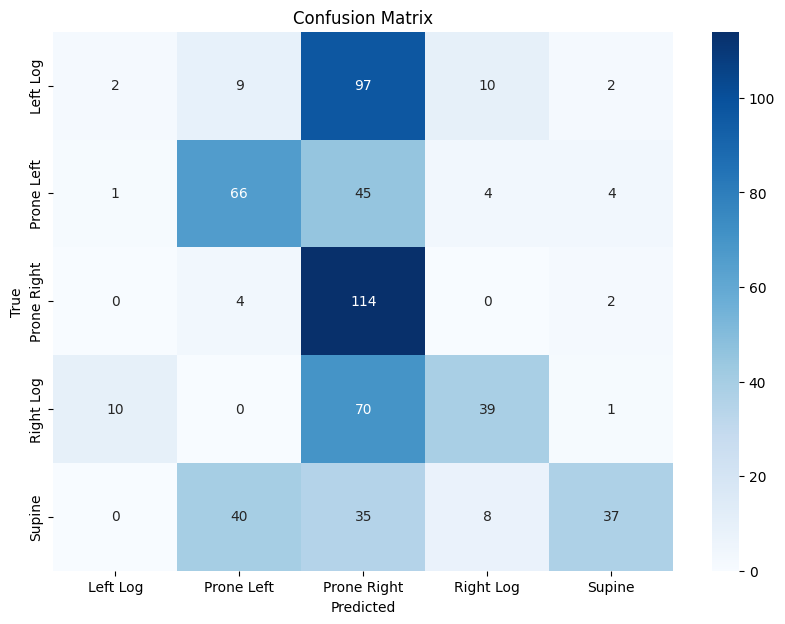 Confusion Matrix
True
Left Log
2 9 97 10 2
Prone Left
1 66 45 4 4
Prone Right
0 4 114 0 2
Right Log
10 0 70 39 1
Supine
0 40 35 8 37
Left Log Prone Left Prone Right Right Log Supine
Predicted
100
80
60
40
20
0